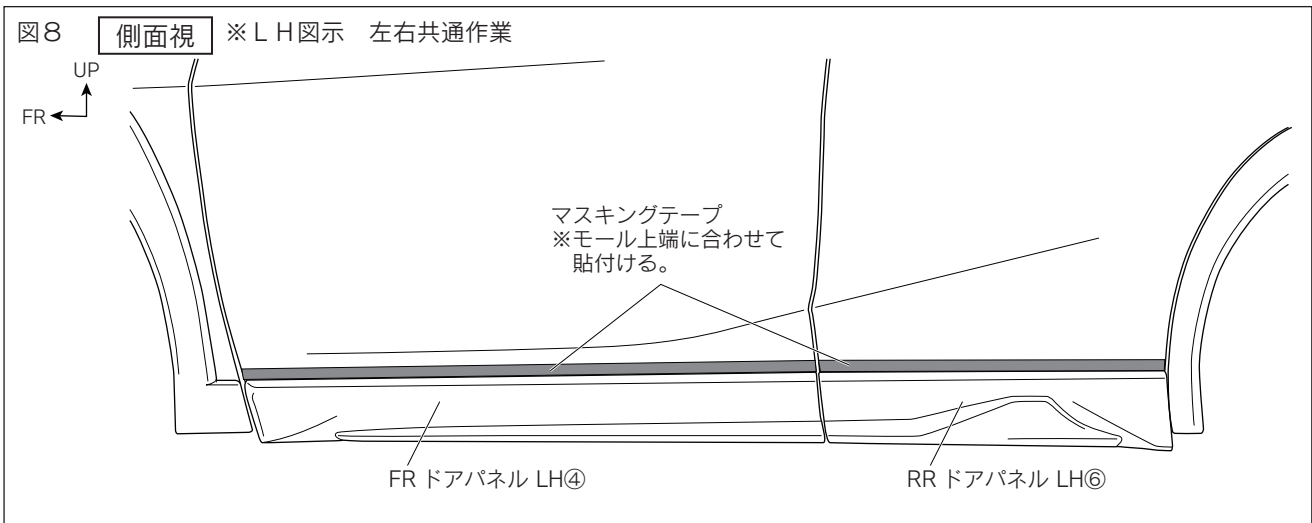 図8 側面視 ※LH図示 左右共通作業
UP
FR
マスキングテープ
※モール上端に合わせて
貼付ける。
FR ドアパネル LH④
RR ドアパネル LH⑥